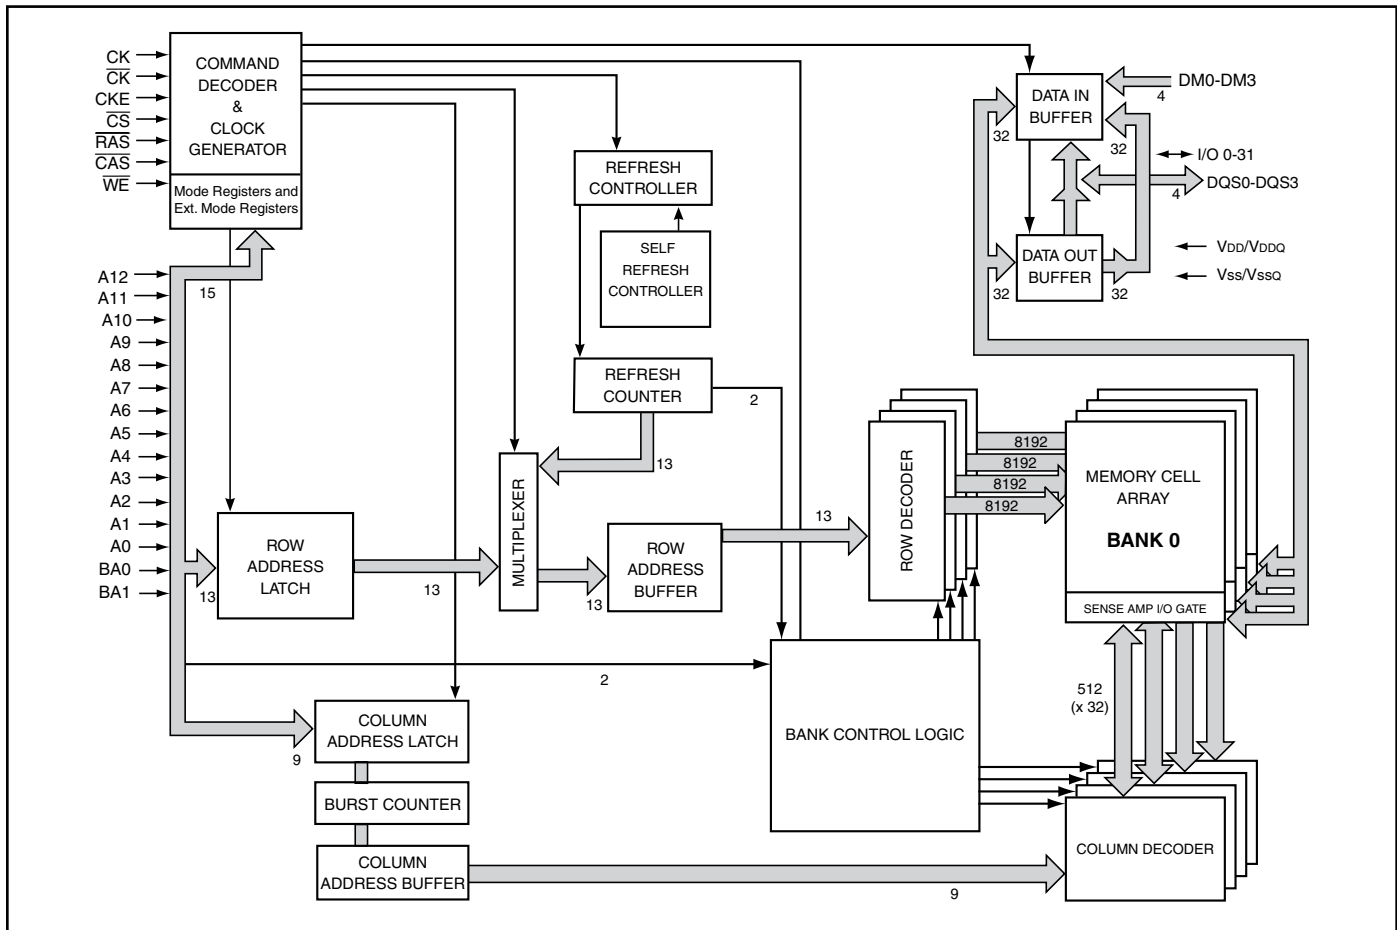 CK
CK
CKE
CS
RAS
CAS
WE
COMMAND
DECODER
&
CLOCK
GENERATOR
Mode Registers and
Ext. Mode Registers
A12
A11
A10
A9
A8
A7
A6
A5
A4
A3
A2
A1
A0
BA0
BA1
15
13
ROW
ADDRESS
LATCH
13
MULTIPLEXER
REFRESH
CONTROLLER
SELF
REFRESH
CONTROLLER
REFRESH
COUNTER
2
13
13
ROW
ADDRESS
BUFFER
13
2
9
COLUMN
ADDRESS LATCH
BURST COUNTER
COLUMN
ADDRESS BUFFER
9
BANK CONTROL LOGIC
ROW DECODER
8192
8192
8192
8192
MEMORY CELL
ARRAY
BANK 0
SENSE AMP I/O GATE
512
(x 32)
COLUMN DECODER
DATA IN
BUFFER
DM0-DM3
4
32
32
I/O 0-31
DQS0-DQS3
4
DATA OUT
BUFFER
32
32
VDD/VDDQ
Vss/VssQ